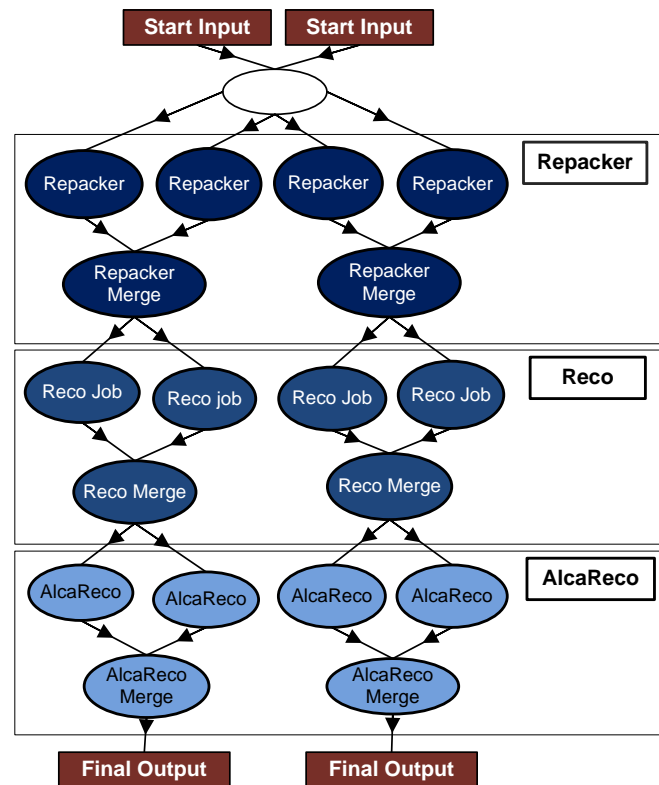 Start Input
Start Input
Repacker
Repacker
Repacker
Repacker
Repacker
Repacker
Merge
Repacker
Merge
Reco
Reco Job
Reco job
Reco Job
Reco Job
Reco Merge
Reco Merge
AlcaReco
AlcaReco
AlcaReco
AlcaReco
AlcaReco
AlcaReco
Merge
AlcaReco
Merge
Final Output
Final Output